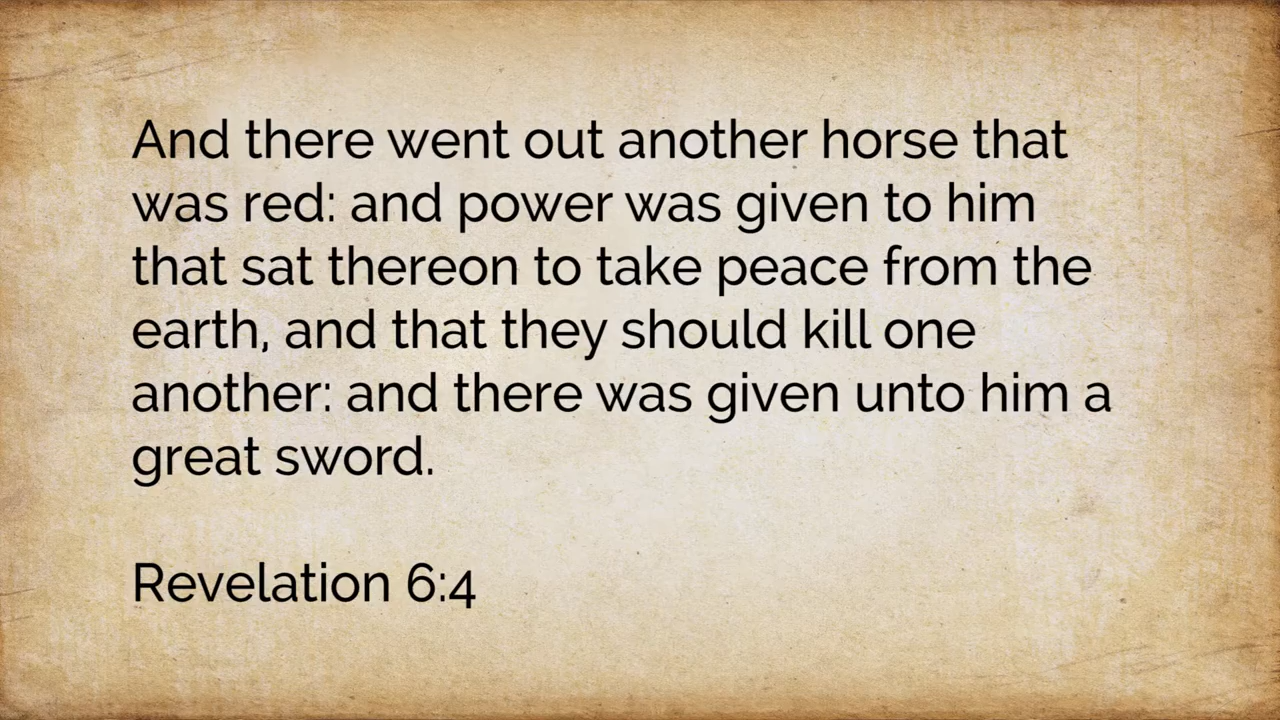 And there went out another horse that
was red: and power was given to him
that sat thereon to take peace from the
earth, and that they should kill one
another: and there was given unto him a
great sword.
Revelation 6:4